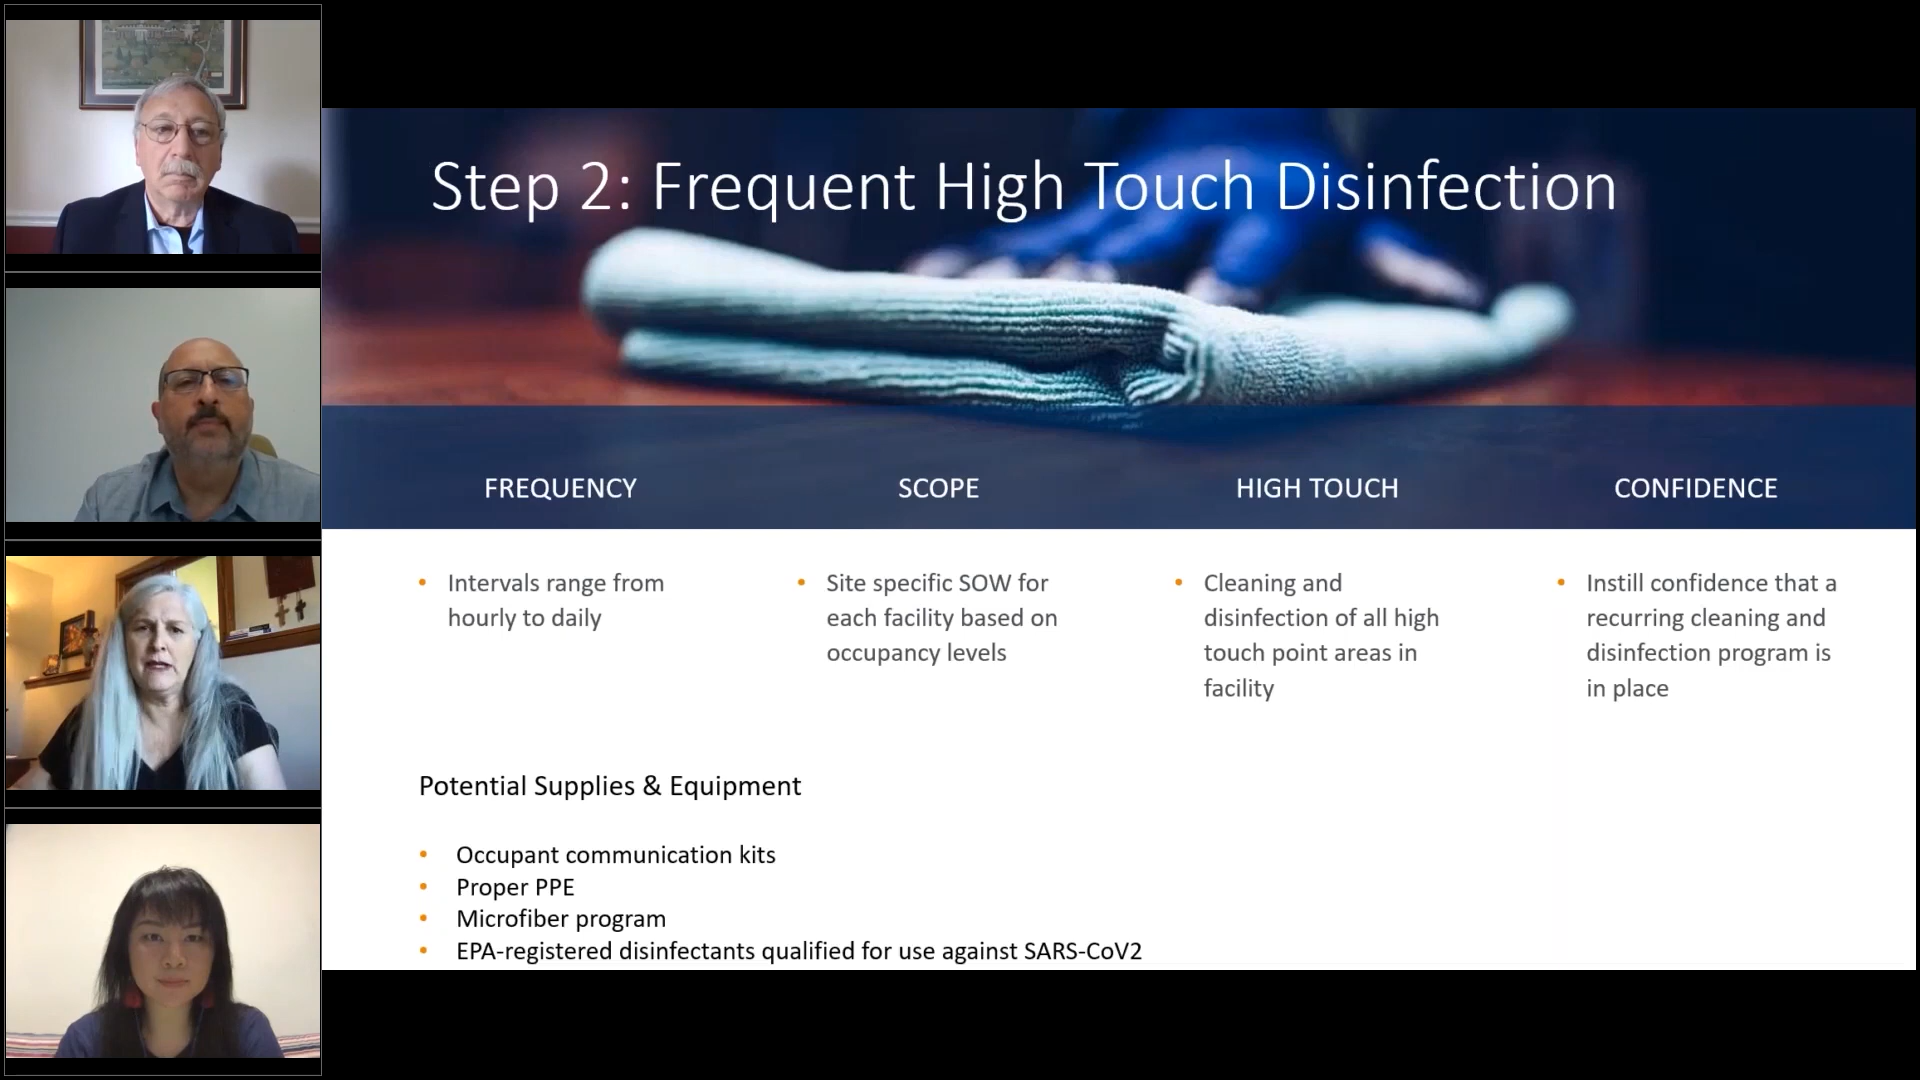 Step 2: Frequent High Touch Disinfection
FREQUENCY
SCOPE
HIGH TOUCH
CONFIDENCE
• Intervals range from
hourly to daily
• Site specific SOW for
each facility based on
occupancy levels
• Cleaning and
disinfection of all high
touch point areas in
facility
• Instill confidence that a
recurring cleaning and
disinfection program is
in place
Potential Supplies & Equipment
• Occupant communication kits
• Proper PPE
• Microfiber program
• EPA-registered disinfectants qualified for use against SARS-CoV2